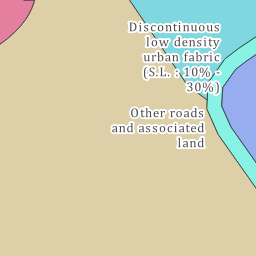 Discontinuous
low density
urban fabric
(S.L. : 10% -
30%)
Other roads
and associated
land